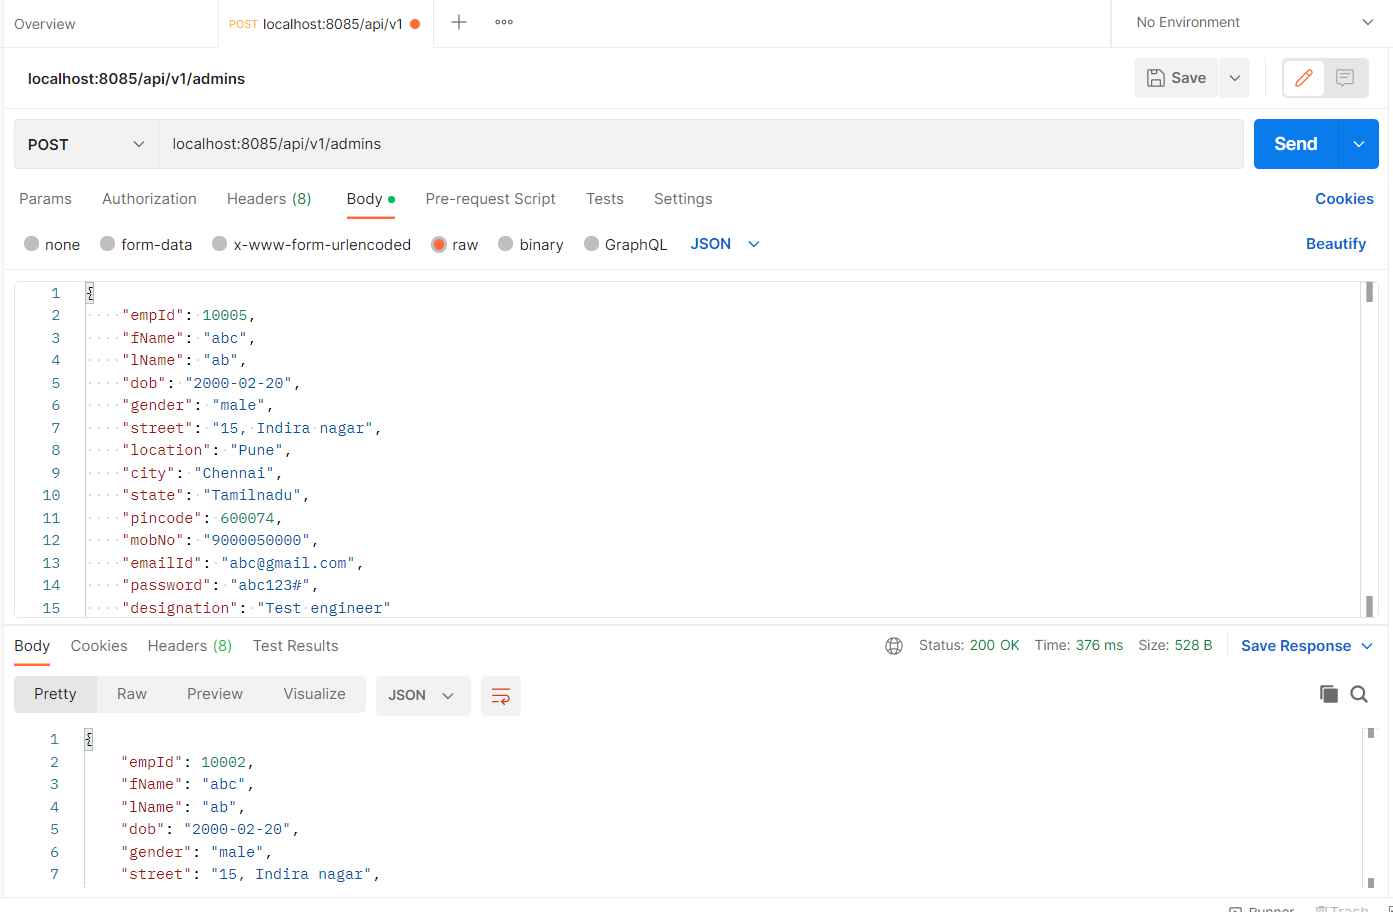 Overview
POST localhost:8085/api/v1
No Environment
localhost:8085/api/v1/admins
Save
POST localhost:8085/api/v1/admins Send
Params Authorization Headers (8) Body Pre-request Script Tests Settings Cookies
none form-data x-www-form-urlencoded raw binary GraphQL JSON Beautify
1 {
2 "empId": 10005,
3 "fName": "abc",
4 "lName": "ab",
5 "dob": "2000-02-20",
6 "gender": "male",
7 "street": "15, Indira nagar",
8 "location": "Pune",
9 "city": "Chennai",
10 "state": "Tamilnadu",
11 "pincode": 600074,
12 "mobNo": "9000050000",
13 "emailId": "abc@gmail.com",
14 "password": "abc123#",
15 "designation": "Test engineer"
Body Cookies Headers (8) Test Results Status: 200 OK Time: 376 ms Size: 528 B Save Response
Pretty Raw Preview Visualize JSON
1 {
2 "empId": 10002,
3 "fName": "abc",
4 "lName": "ab",
5 "dob": "2000-02-20",
6 "gender": "male",
7 "street": "15, Indira nagar",
Runner Trash